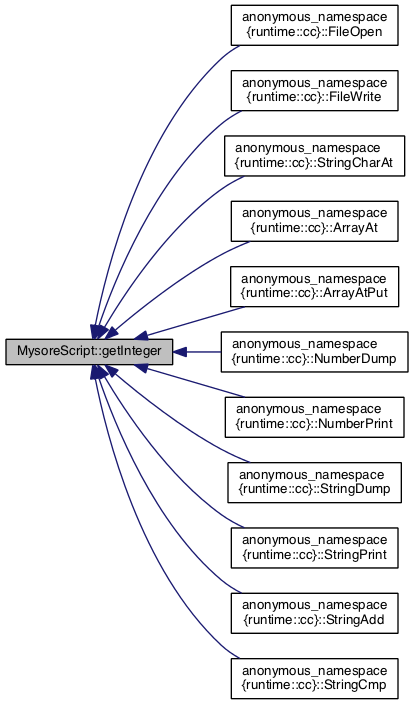 anonymous_namespace
{runtime::cc}::FileOpen
anonymous_namespace
{runtime::cc}::FileWrite
anonymous_namespace
{runtime::cc}::StringCharAt
anonymous_namespace
{runtime::cc}::ArrayAt
anonymous_namespace
{runtime::cc}::ArrayAtPut
MysoreScript::getInteger
anonymous_namespace
{runtime::cc}::NumberDump
anonymous_namespace
{runtime::cc}::NumberPrint
anonymous_namespace
{runtime::cc}::StringDump
anonymous_namespace
{runtime::cc}::StringPrint
anonymous_namespace
{runtime::cc}::StringAdd
anonymous_namespace
{runtime::cc}::StringCmp